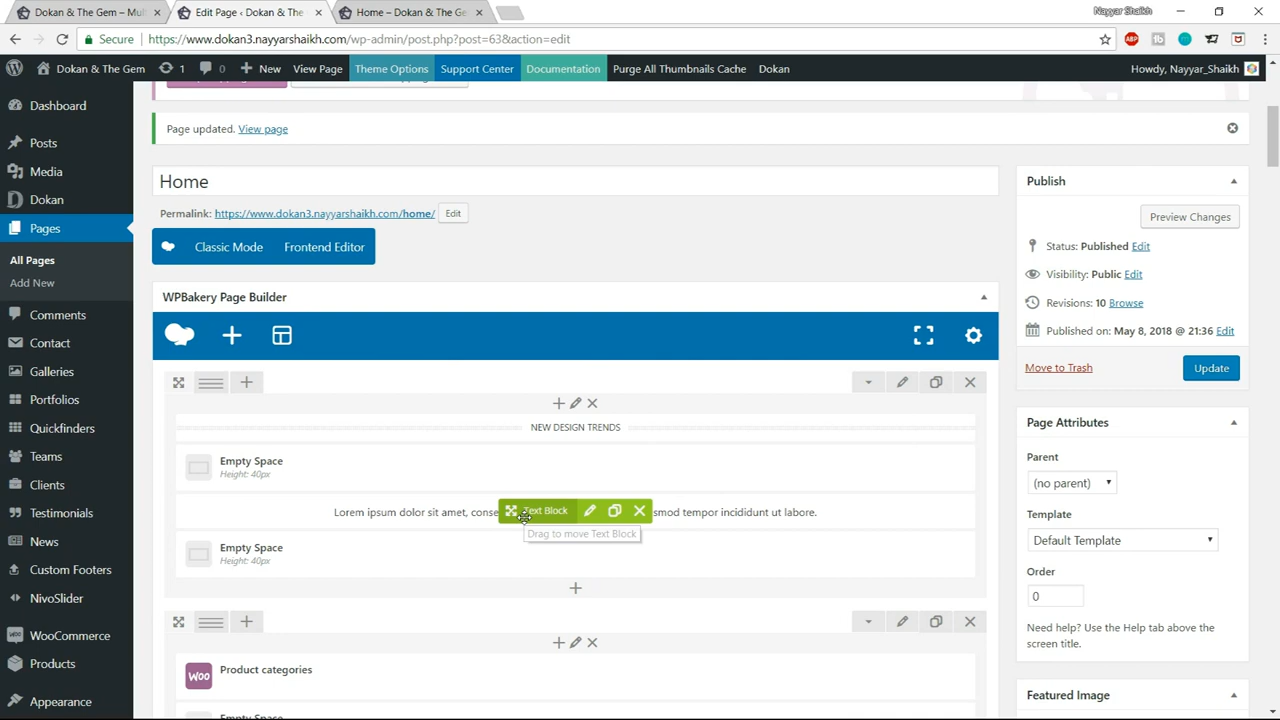 Dokan & The Gem – Mul
Edit Page ‹ Dokan & The
Home – Dokan & The Ge
Nayyar Shaikh
Secure
https://www.dokan3.nayyarshaikh.com/wp-admin/post.php?post=63&action=edit
Dokan & The Gem
1
0
New
View Page
Theme Options
Support Center
Documentation
Purge All Thumbnails Cache
Dokan
Howdy, Nayyar_Shaikh
Dashboard
Posts
Media
Dokan
Pages
All Pages
Add New
Comments
Contact
Galleries
Portfolios
Quickfinders
Teams
Clients
Testimonials
News
Custom Footers
NivoSlider
WooCommerce
Products
Appearance
Page updated. View page
Home
Permalink: https://www.dokan3.nayyarshaikh.com/home/ Edit
Classic Mode
Frontend Editor
WPBakery Page Builder
NEW DESIGN TRENDS
Empty Space
Height: 40px
Lorem ipsum dolor sit amet, conse
Text Block
smod tempor incididunt ut labore.
Drag to move Text Block
Empty Space
Height: 40px
Woo
Product categories
Empty Space
Publish
Preview Changes
Status: Published Edit
Visibility: Public Edit
Revisions: 10 Browse
Published on: May 8, 2018 @ 21:36 Edit
Move to Trash
Update
Page Attributes
Parent
(no parent)
Template
Default Template
Order
0
Need help? Use the Help tab above the
screen title.
Featured Image